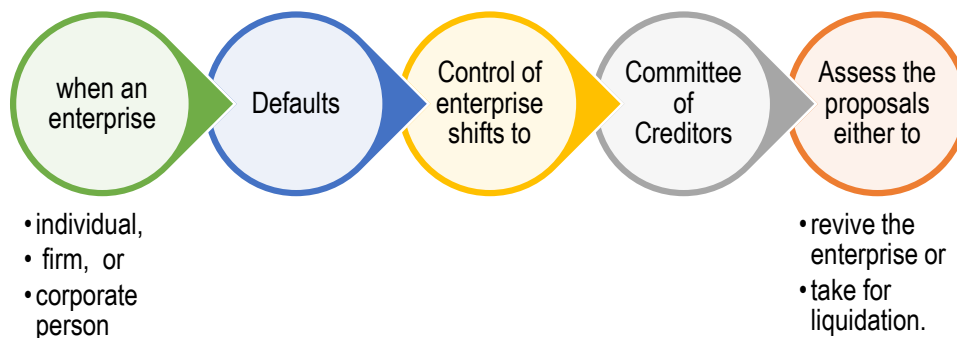 when an
enterprise
Defaults
Control of
enterprise
shifts to
Committee
of
Creditors
Assess the
proposals
either to
• individual,
• firm, or
• corporate
person
• revive the
enterprise or
• take for
liquidation.